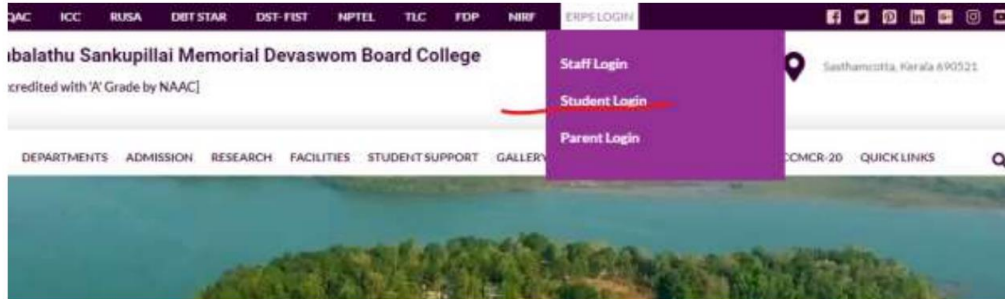 QAC ICC RUSA DBT STAR DST- FIST NPTEL TLC FDP NIRF ERPS LOGIN
balathu Sankupillai Memorial Devaswom Board College
credited with 'A' Grade by NAAC]
Staff Login
Student Login
Parent Login
Sasthamcotta, Kerala 690521
DEPARTMENTS ADMISSION RESEARCH FACILITIES STUDENT SUPPORT GALLERY CCMCR-20 QUICK LINKS